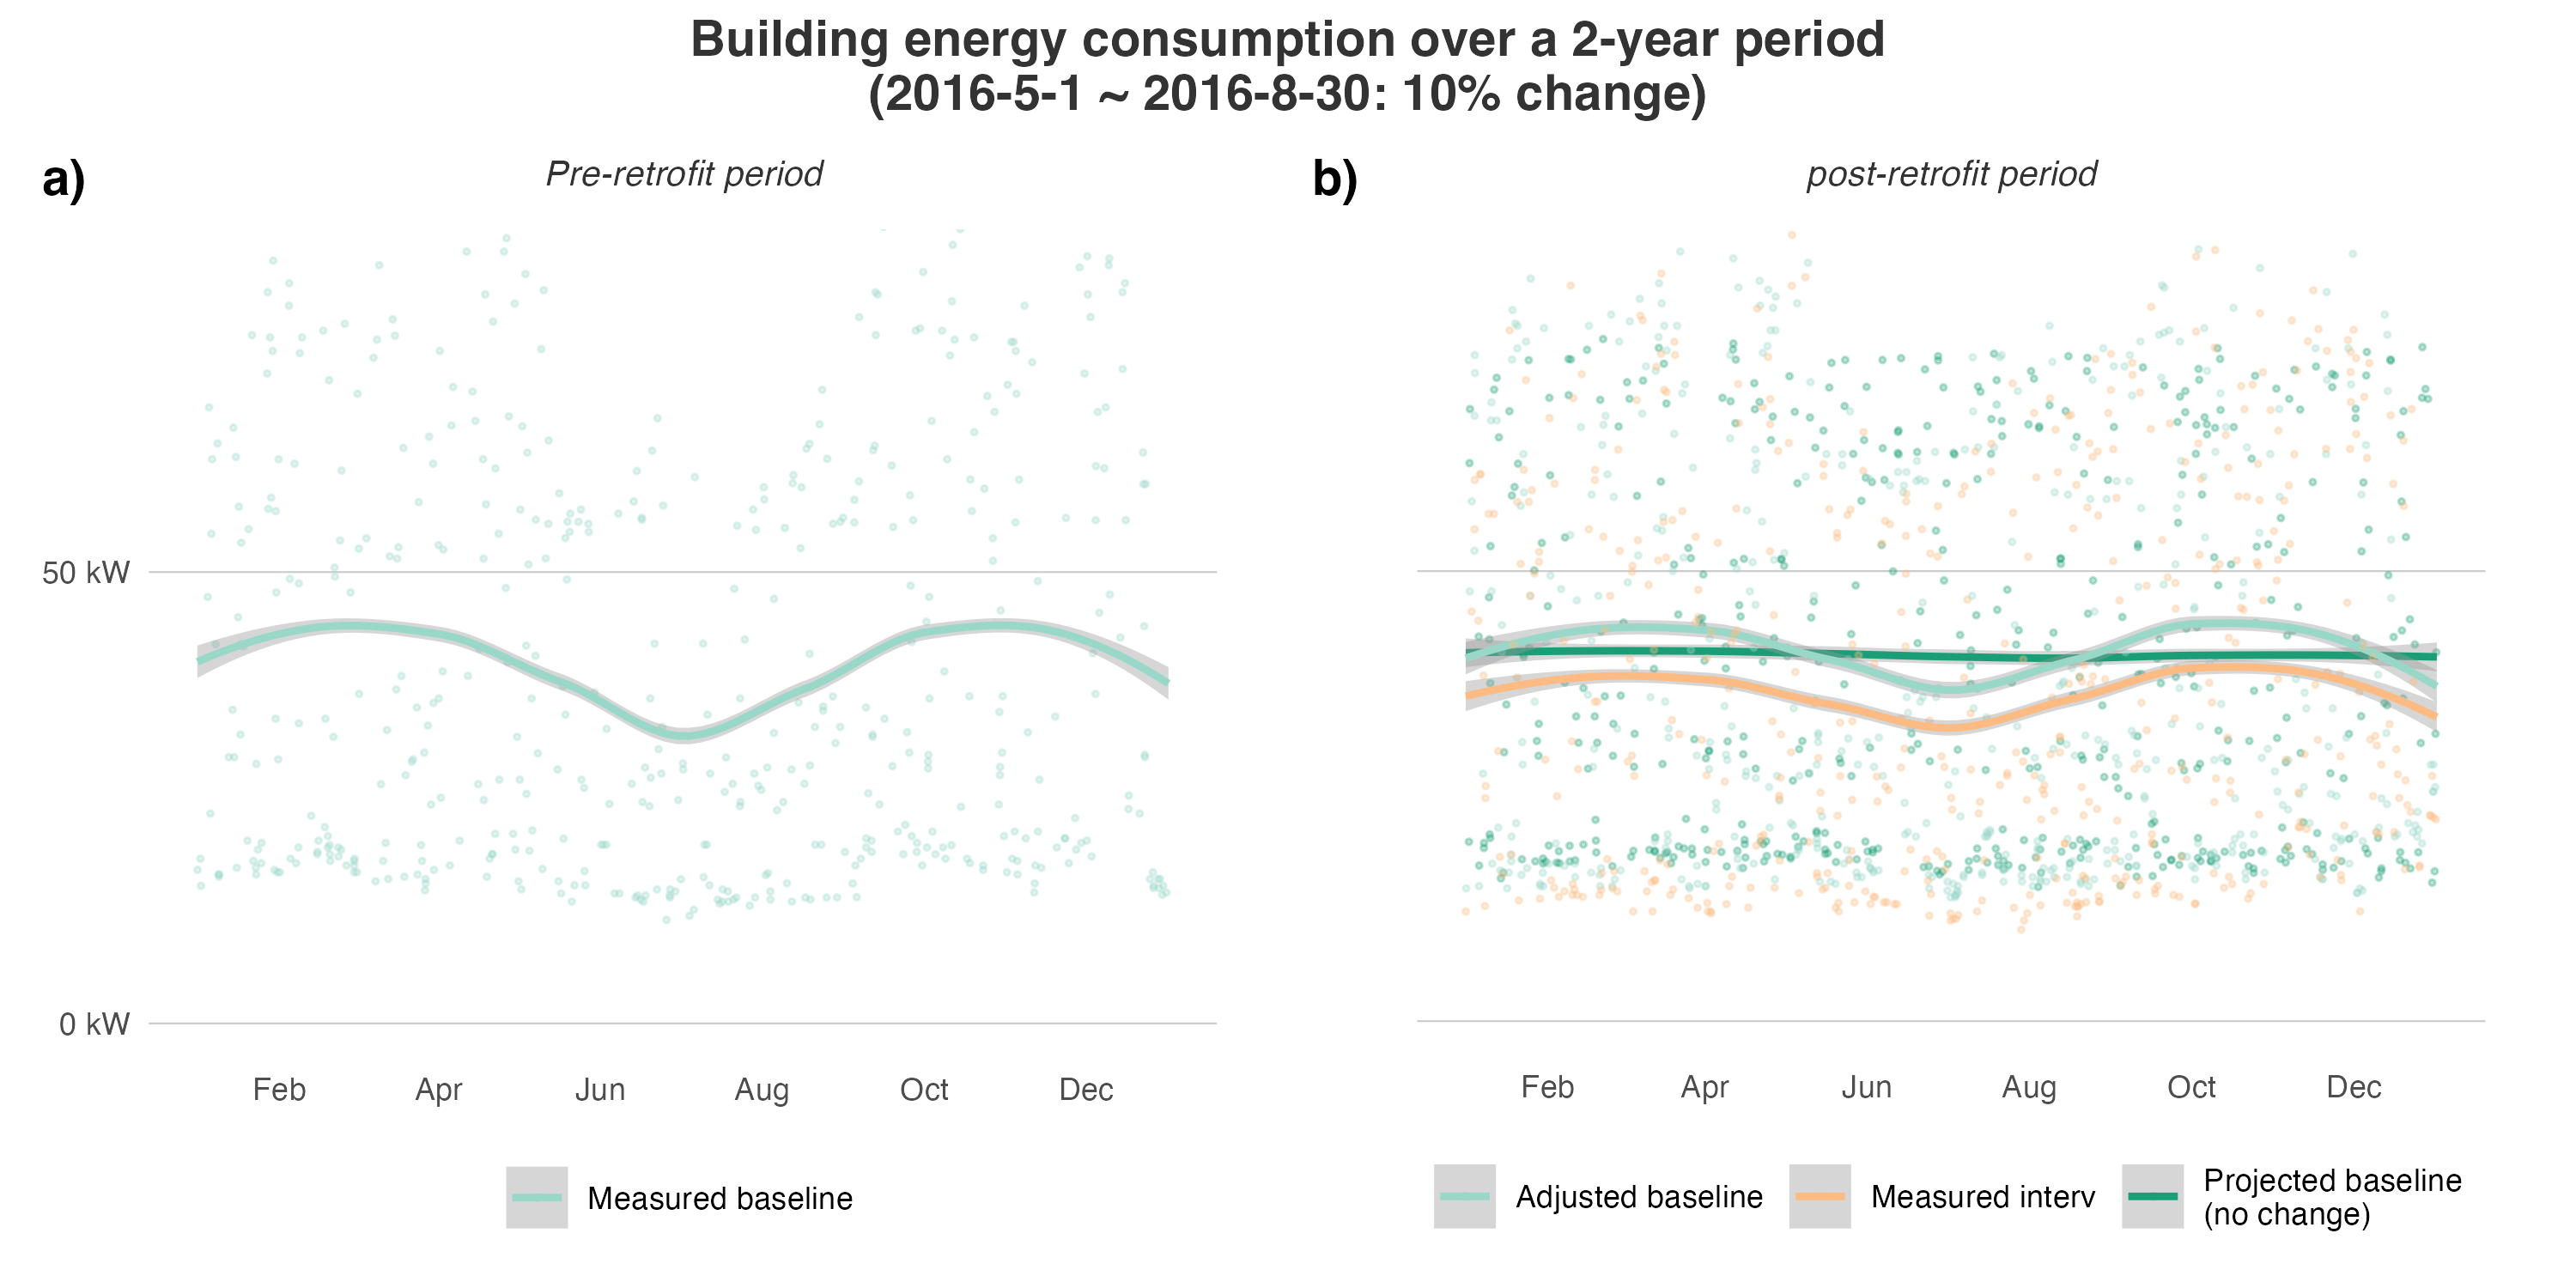 Building energy consumption over a 2-year period
(2016-5-1 ~ 2016-8-30: 10% change)
a)
Pre-retrofit period
50 kW
0 kW
Feb Apr Jun Aug Oct Dec
Measured baseline
b)
post-retrofit period
Feb Apr Jun Aug Oct Dec
Adjusted baseline
Measured interv
Projected baseline
(no change)